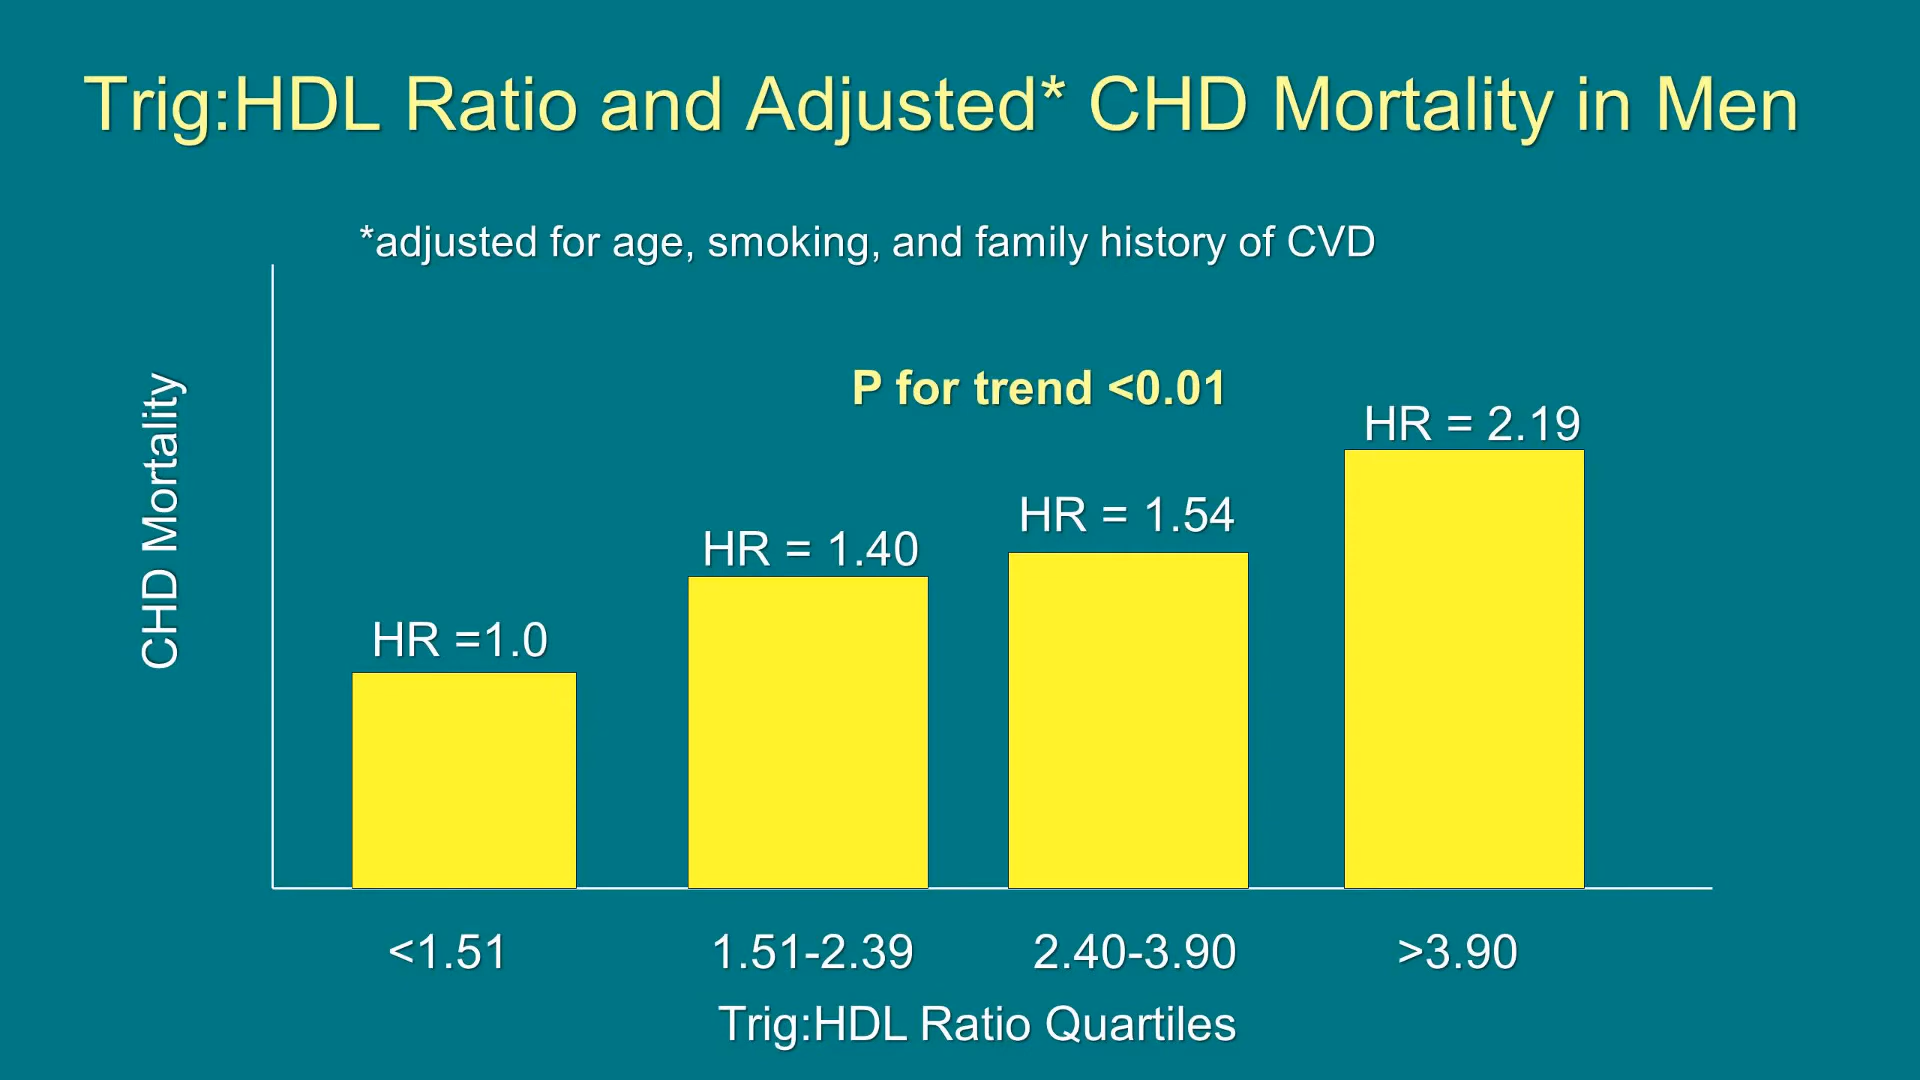 Trig:HDL Ratio and Adjusted* CHD Mortality in Men
*adjusted for age, smoking, and family history of CVD
CHD Mortality
P for trend <0.01
HR =1.0
HR = 1.40
HR = 1.54
HR = 2.19
<1.51
1.51-2.39
2.40-3.90
>3.90
Trig:HDL Ratio Quartiles